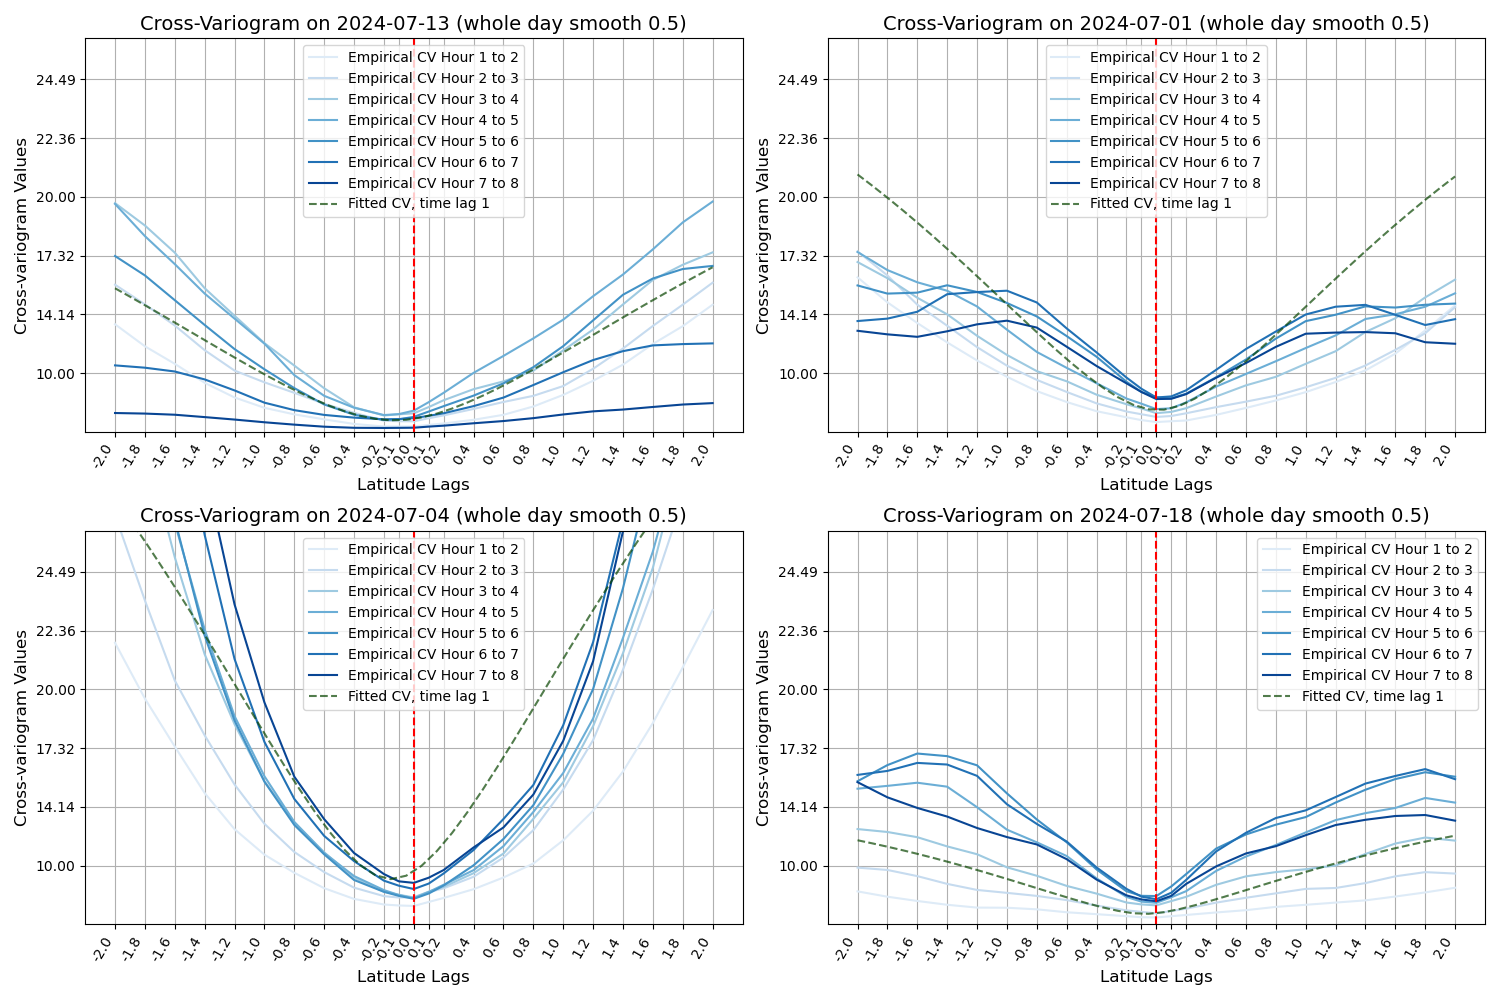 Cross-Variogram on 2024-07-13 (whole day smooth 0.5)
Cross-variogram Values
24.49
22.36
20.00
17.32
14.14
10.00
Empirical CV Hour 1 to 2
Empirical CV Hour 2 to 3
Empirical CV Hour 3 to 4
Empirical CV Hour 4 to 5
Empirical CV Hour 5 to 6
Empirical CV Hour 6 to 7
Empirical CV Hour 7 to 8
Fitted CV, time lag 1
-2.0 -1.8 -1.6 -1.4 -1.2 -1.0 -0.8 -0.6 -0.4 -0.2 -0.1 0.0 0.1 0.2 0.4 0.6 0.8 1.0 1.2 1.4 1.6 1.8 2.0
Latitude Lags
Cross-Variogram on 2024-07-01 (whole day smooth 0.5)
Cross-variogram Values
24.49
22.36
20.00
17.32
14.14
10.00
Empirical CV Hour 1 to 2
Empirical CV Hour 2 to 3
Empirical CV Hour 3 to 4
Empirical CV Hour 4 to 5
Empirical CV Hour 5 to 6
Empirical CV Hour 6 to 7
Empirical CV Hour 7 to 8
Fitted CV, time lag 1
-2.0 -1.8 -1.6 -1.4 -1.2 -1.0 -0.8 -0.6 -0.4 -0.2 -0.1 0.0 0.1 0.2 0.4 0.6 0.8 1.0 1.2 1.4 1.6 1.8 2.0
Latitude Lags
Cross-Variogram on 2024-07-04 (whole day smooth 0.5)
Cross-variogram Values
24.49
22.36
20.00
17.32
14.14
10.00
Empirical CV Hour 1 to 2
Empirical CV Hour 2 to 3
Empirical CV Hour 3 to 4
Empirical CV Hour 4 to 5
Empirical CV Hour 5 to 6
Empirical CV Hour 6 to 7
Empirical CV Hour 7 to 8
Fitted CV, time lag 1
-2.0 -1.8 -1.6 -1.4 -1.2 -1.0 -0.8 -0.6 -0.4 -0.2 -0.1 0.0 0.1 0.2 0.4 0.6 0.8 1.0 1.2 1.4 1.6 1.8 2.0
Latitude Lags
Cross-Variogram on 2024-07-18 (whole day smooth 0.5)
Cross-variogram Values
24.49
22.36
20.00
17.32
14.14
10.00
Empirical CV Hour 1 to 2
Empirical CV Hour 2 to 3
Empirical CV Hour 3 to 4
Empirical CV Hour 4 to 5
Empirical CV Hour 5 to 6
Empirical CV Hour 6 to 7
Empirical CV Hour 7 to 8
Fitted CV, time lag 1
-2.0 -1.8 -1.6 -1.4 -1.2 -1.0 -0.8 -0.6 -0.4 -0.2 -0.1 0.0 0.1 0.2 0.4 0.6 0.8 1.0 1.2 1.4 1.6 1.8 2.0
Latitude Lags